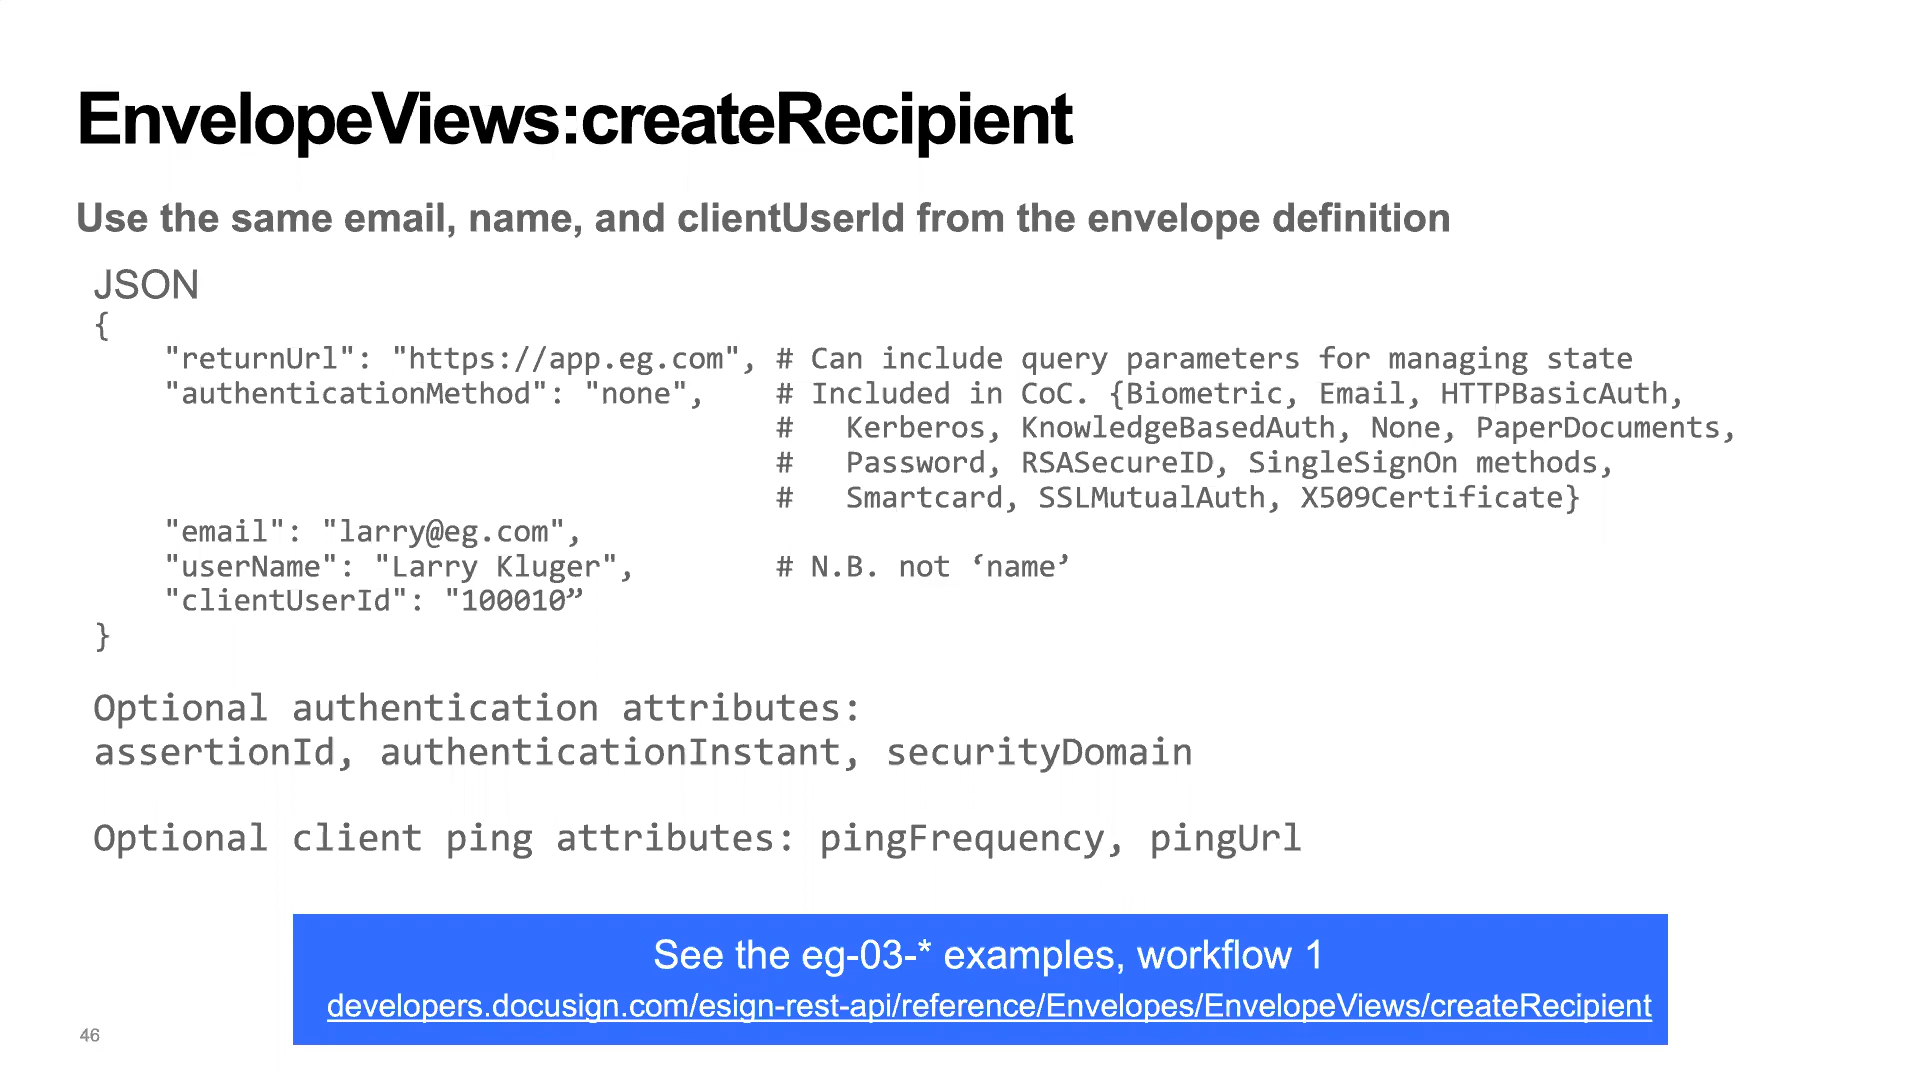 EnvelopeViews:createRecipient
Use the same email, name, and clientUserId from the envelope definition
JSON
{
"returnUrl": "https://app.eg.com", # Can include query parameters for managing state
"authenticationMethod": "none", # Included in CoC. {Biometric, Email, HTTPBasicAuth,
# Kerberos, KnowledgeBasedAuth, None, PaperDocuments,
# Password, RSASecureID, SingleSignOn methods,
# Smartcard, SSLMutualAuth, X509Certificate}
"email": "larry@eg.com",
"userName": "Larry Kluger", # N.B. not ‘name’
"clientUserId": "100010”
}
Optional authentication attributes:
assertionId, authenticationInstant, securityDomain
Optional client ping attributes: pingFrequency, pingUrl
See the eg-03-* examples, workflow 1
developers.docusign.com/esign-rest-api/reference/Envelopes/EnvelopeViews/createRecipient
46